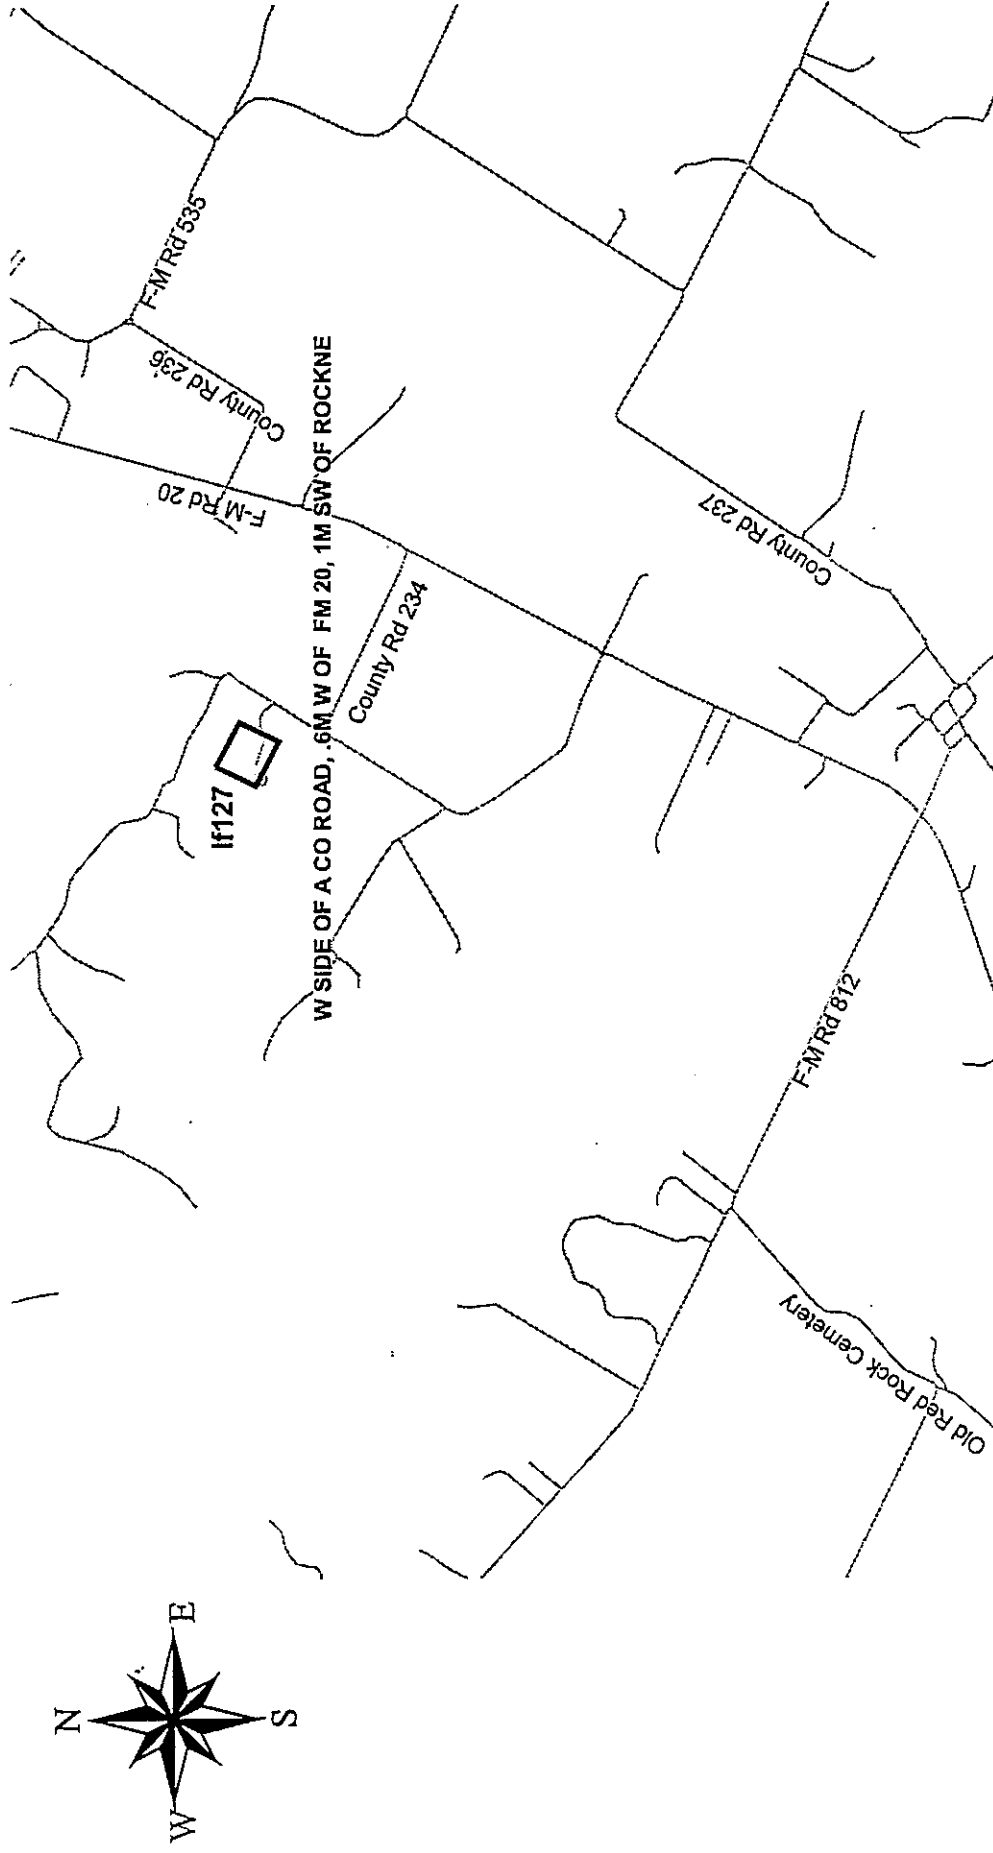 N
W
E
S
lf127
W SIDE OF A CO ROAD, .6M W OF FM 20, 1M SW OF ROCKNE
F-M Rd 20
County Rd 236
F-M Rd 535
County Rd 234
County Rd 237
F-M Rd 812
Old Red Rock Cemetery